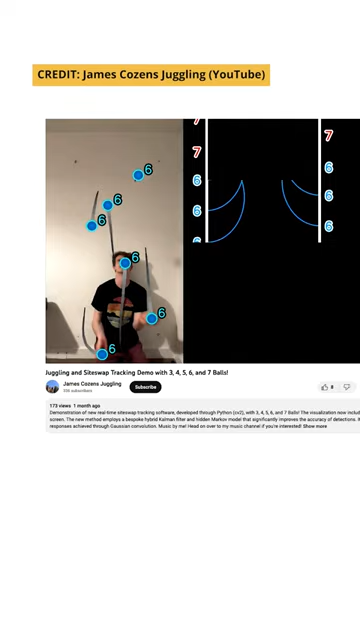 CREDIT: James Cozens Juggling (YouTube)
7
7
7
6
6
6
6
6
6
6
6
6
6
6
Juggling and Siteswap Tracking Demo with 3, 4, 5, 6, and 7 Balls!
James Cozens Juggling
Subscribe
8
173 views 1 month ago
Demonstration of new real-time siteswap tracking software, developed through Python (cv2), with 3, 4, 5, 6, and 7 Balls! The visualization now includ
screen. The new method employs a bespoke hybrid Kalman filter and hidden Markov model that significantly improves the accuracy of detections.
responses achieved through Gaussian convolution. Music by me! Head on over to my music channel if you're interested! Show more